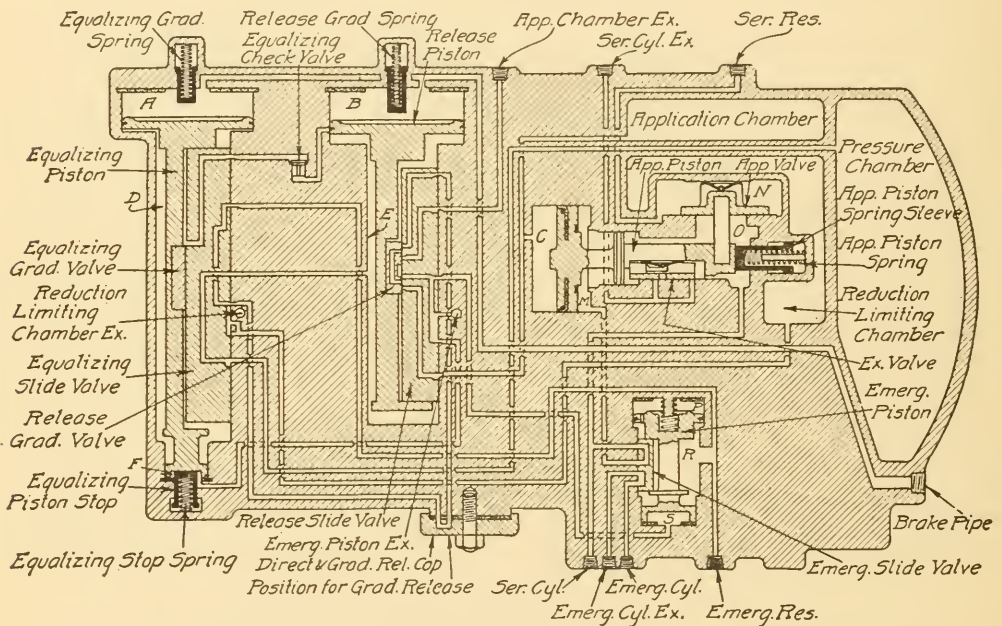 Equalizing Grad.
Spring
Release Grad Spring
Equalizing
Check Valve
Release
Piston
App. Chamber Ex.
Ser. Cyl. Ex
Ser. Res.
A
B
Application Chamber
Equalizing
Piston
D
App. Piston
App Valve
Pressure
Chamber
N
App. Piston
Spring Sleeve
E
C
O
App. Piston
Spring
Equalizing
Grad. Valve
M
Reduction
Limiting
Chamber Ex.
Reduction
Limiting
Chamber
Equalizing
Slide Valve
Ex. Valve
Emerg.
Piston
Release
Grad. Valve
R
F
Equalizing
Piston Stop
S
Release Slide Valve
Brake Pipe
Emerg. Piston Ex.
Equalizing Stop Spring
Direct & Grad. Rel. Cap
Position for Grad. Release
Emerg. Slide Valve
Ser. Cyl.
Emerg. Cyl.
Emerg. Cyl. Ex.
Emerg. Res.